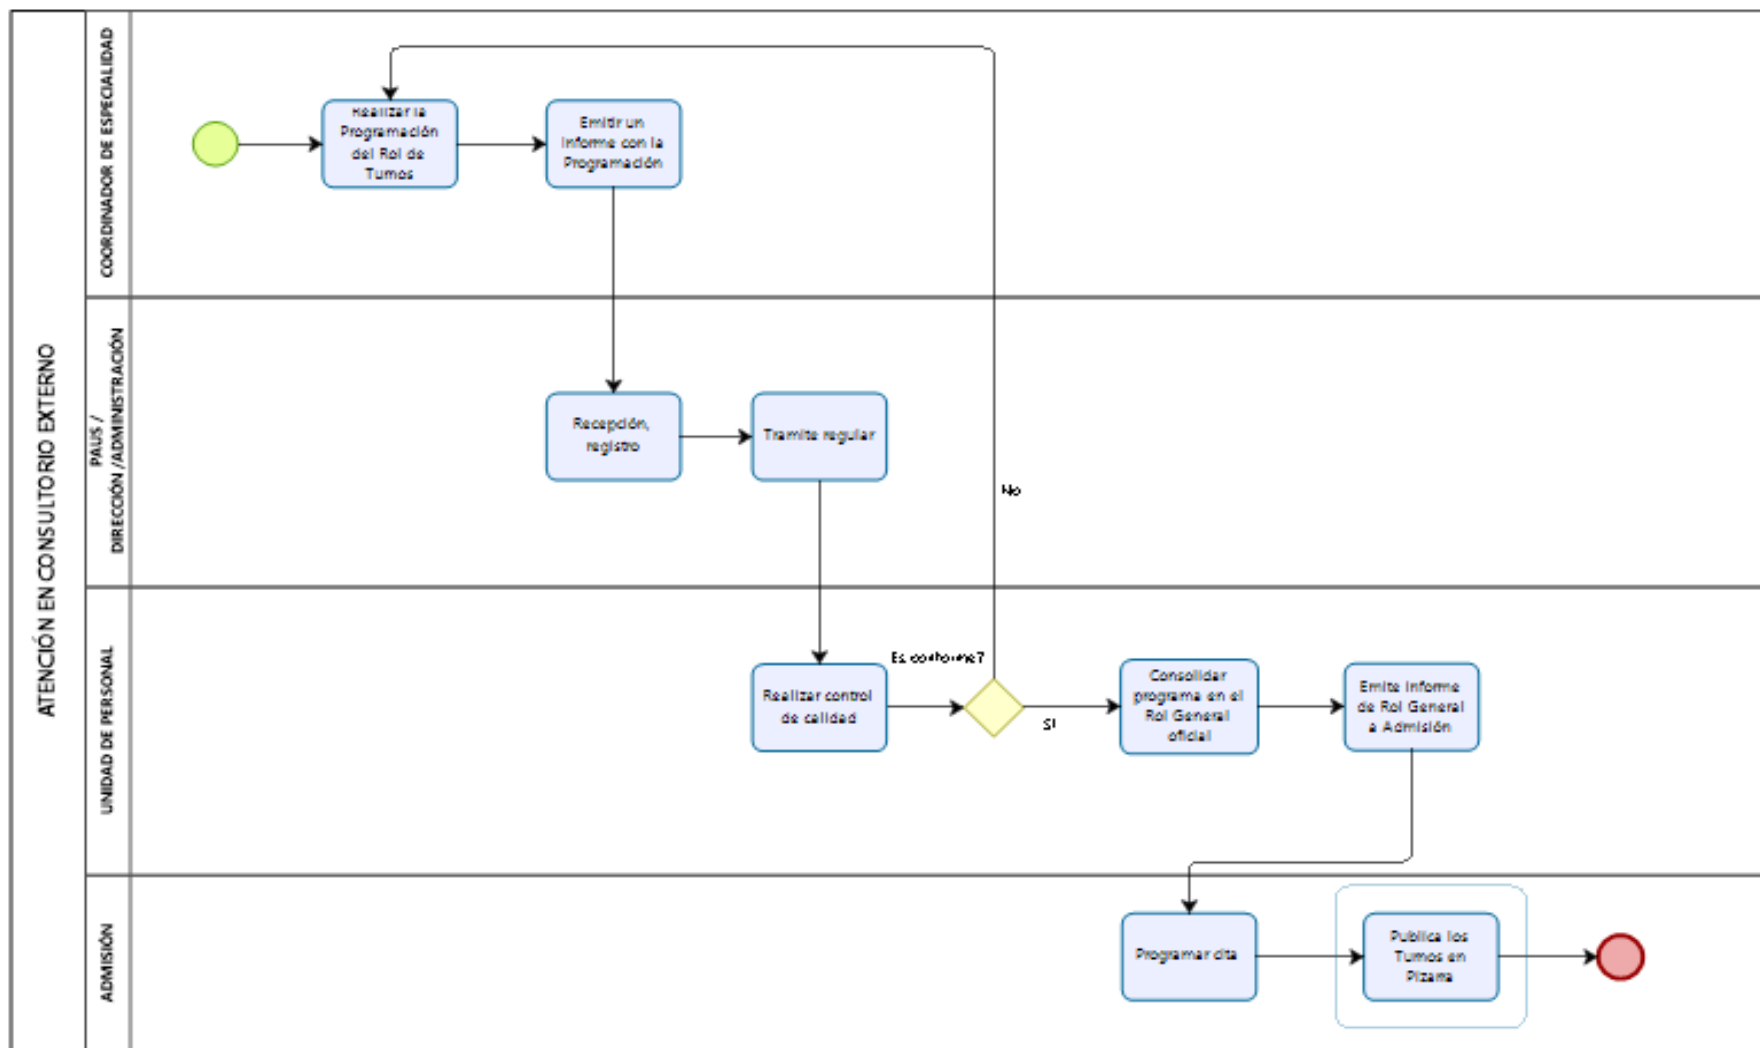 ATENCIÓN EN CONSULTORIO EXTERNO
COORDINADOR DE ESPECIALIDAD
Realizar la
Programación
del Rol de
Turnos
Emitir un
Informe con la
Programación
PAUS /
DIRECCIÓN /ADMINISTRACIÓN
Recepción,
registro
Tramite regular
No
UNIDAD DE PERSONAL
Realizar control
de calidad
Es conforme?
SI
Consolidar
programa en el
Rol General
oficial
Emite Informe
de Rol General
a Admisión
ADMISIÓN
Programar cita
Publica los
Turnos en
Pizarra